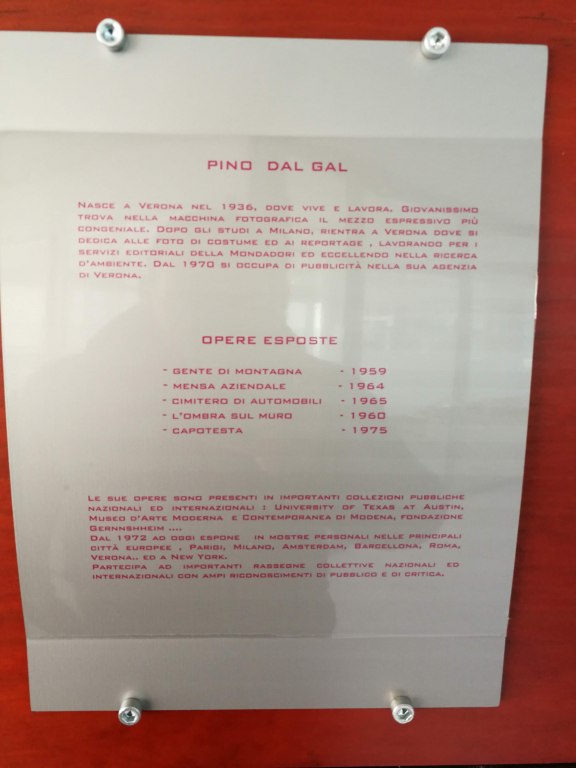 PINO DAL GAL
NASCE A VERONA NEL 1936, DOVE VIVE E LAVORA. GIOVANISSIMO
TROVA NELLA MACCHINA FOTOGRAFICA IL MEZZO ESPRESSIVO PIÙ
CONGENIALE. DOPO GLI STUDI A MILANO, RIENTRA A VERONA DOVE SI
DEDICA ALLE FOTO DI COSTUME ED AI REPORTAGE , LAVORANDO PER I
SERVIZI EDITORIALI DELLA MONDADORI ED ECCELLENDO NELLA RICERCA
D'AMBIENTE. DAL 1970 SI OCCUPA DI PUBBLICITÀ NELLA SUA AGENZIA
DI VERONA.
OPERE ESPOSTE
- GENTE DI MONTAGNA - 1959
- MENSA AZIENDALE - 1964
- CIMITERO DI AUTOMOBILI - 1965
- L'OMBRA SUL MURO - 1960
- CAPOTESTA - 1975
LE SUE OPERE SONO PRESENTI IN IMPORTANTI COLLEZIONI PUBBLICHE
NAZIONALI ED INTERNAZIONALI : UNIVERSITY OF TEXAS AT AUSTIN,
MUSEO D'ARTE MODERNA E CONTEMPORANEA DI MODENA, FONDAZIONE
GERNNSHHEIM ....
DAL 1972 AD OGGI ESPONE IN MOSTRE PERSONALI NELLE PRINCIPALI
CITTÀ EUROPEE , PARIGI, MILANO, AMSTERDAM, BARCELLONA, ROMA,
VERONA.. ED A NEW YORK.
PARTECIPA AD IMPORTANTI RASSEGNE COLLETTIVE NAZIONALI ED
INTERNAZIONALI CON AMPI RICONOSCIMENTI DI PUBBLICO E DI CRITICA.